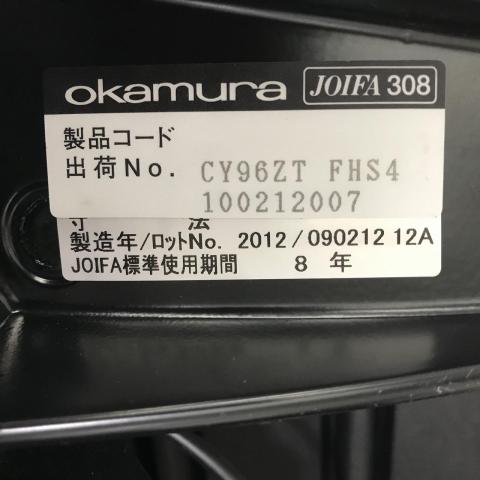 okamura JOIFA 308
製品コード
出荷No. CY96ZT FHS4
100212007
寸 法
製造年/ロットNo. 2012/090212 12A
JOIFA標準使用期間 8 年